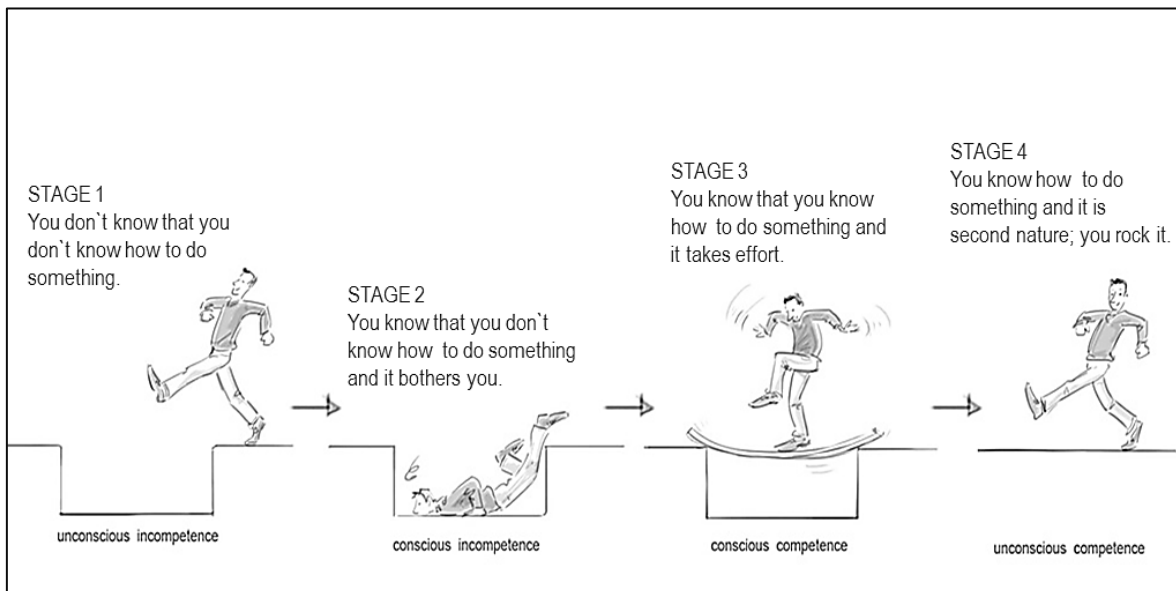 STAGE 1
You don`t know that you
don`t know how to do
something.
unconscious incompetence
STAGE 2
You know that you don`t
know how  to do something
and it bothers you.
conscious incompetence
STAGE 3
You know that you know
how  to do something and
it takes effort.
conscious competence
STAGE 4
You know how  to do
something and it is
second nature; you rock it.
unconscious competence